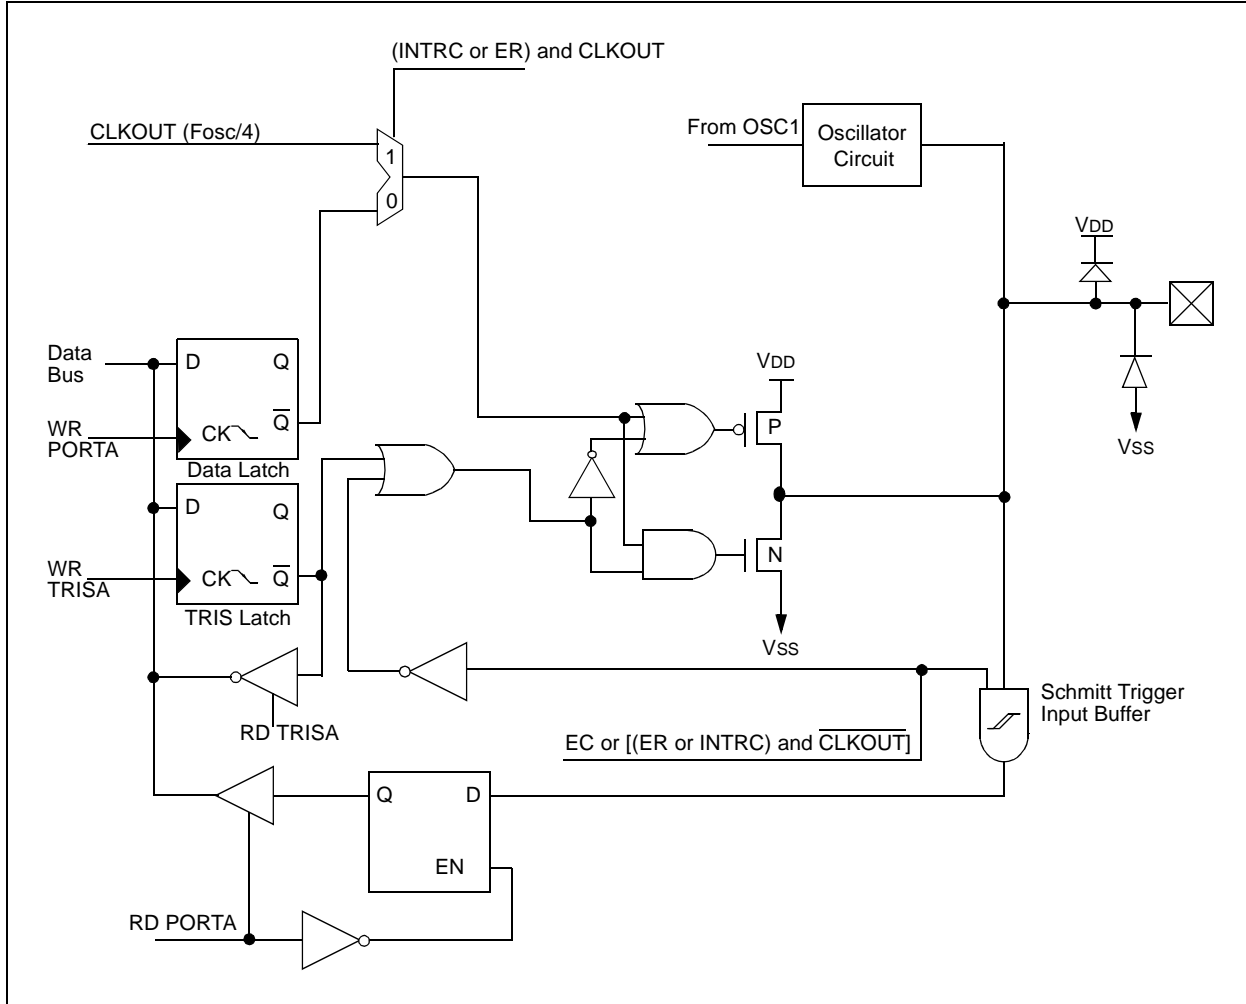 (INTRC or ER) and CLKOUT
CLKOUT (Fosc/4)
1
0
From OSC1
Oscillator
Circuit
VDD
VSS
Data
Bus
D
Q
WR
PORTA
CK
Q̅
Data Latch
D
Q
WR
TRISA
CK
Q̅
TRIS Latch
VDD
P
N
VSS
RD TRISA
Schmitt Trigger
Input Buffer
EC or [(ER or INTRC) and C̅L̅K̅O̅U̅T̅]
Q
D
EN
RD PORTA